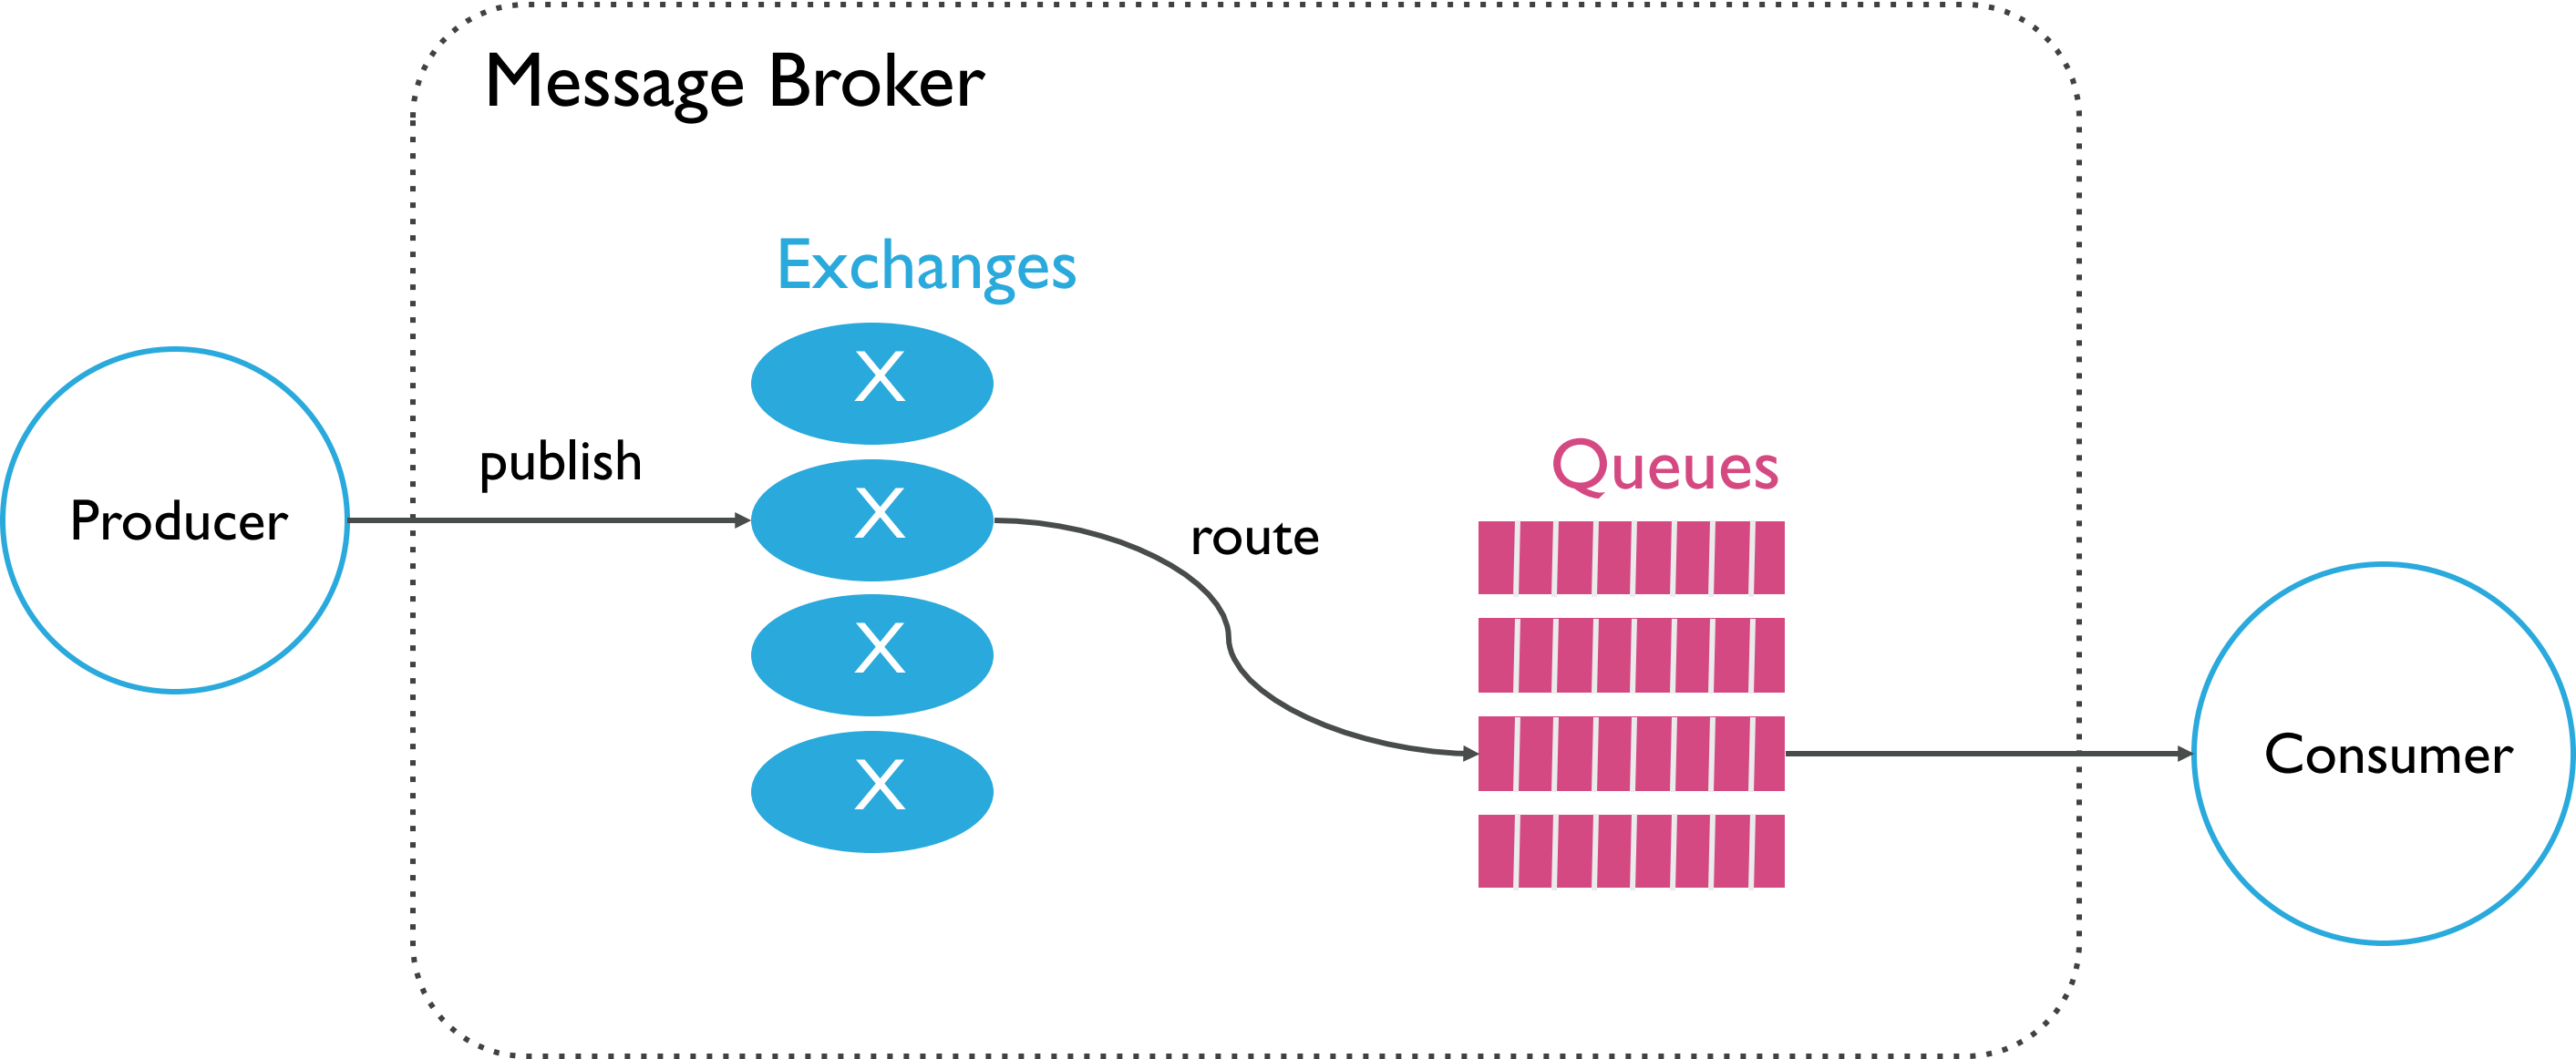 Message Broker
Exchanges
X
publish
X
Producer
Queues
route
X
X
Consumer